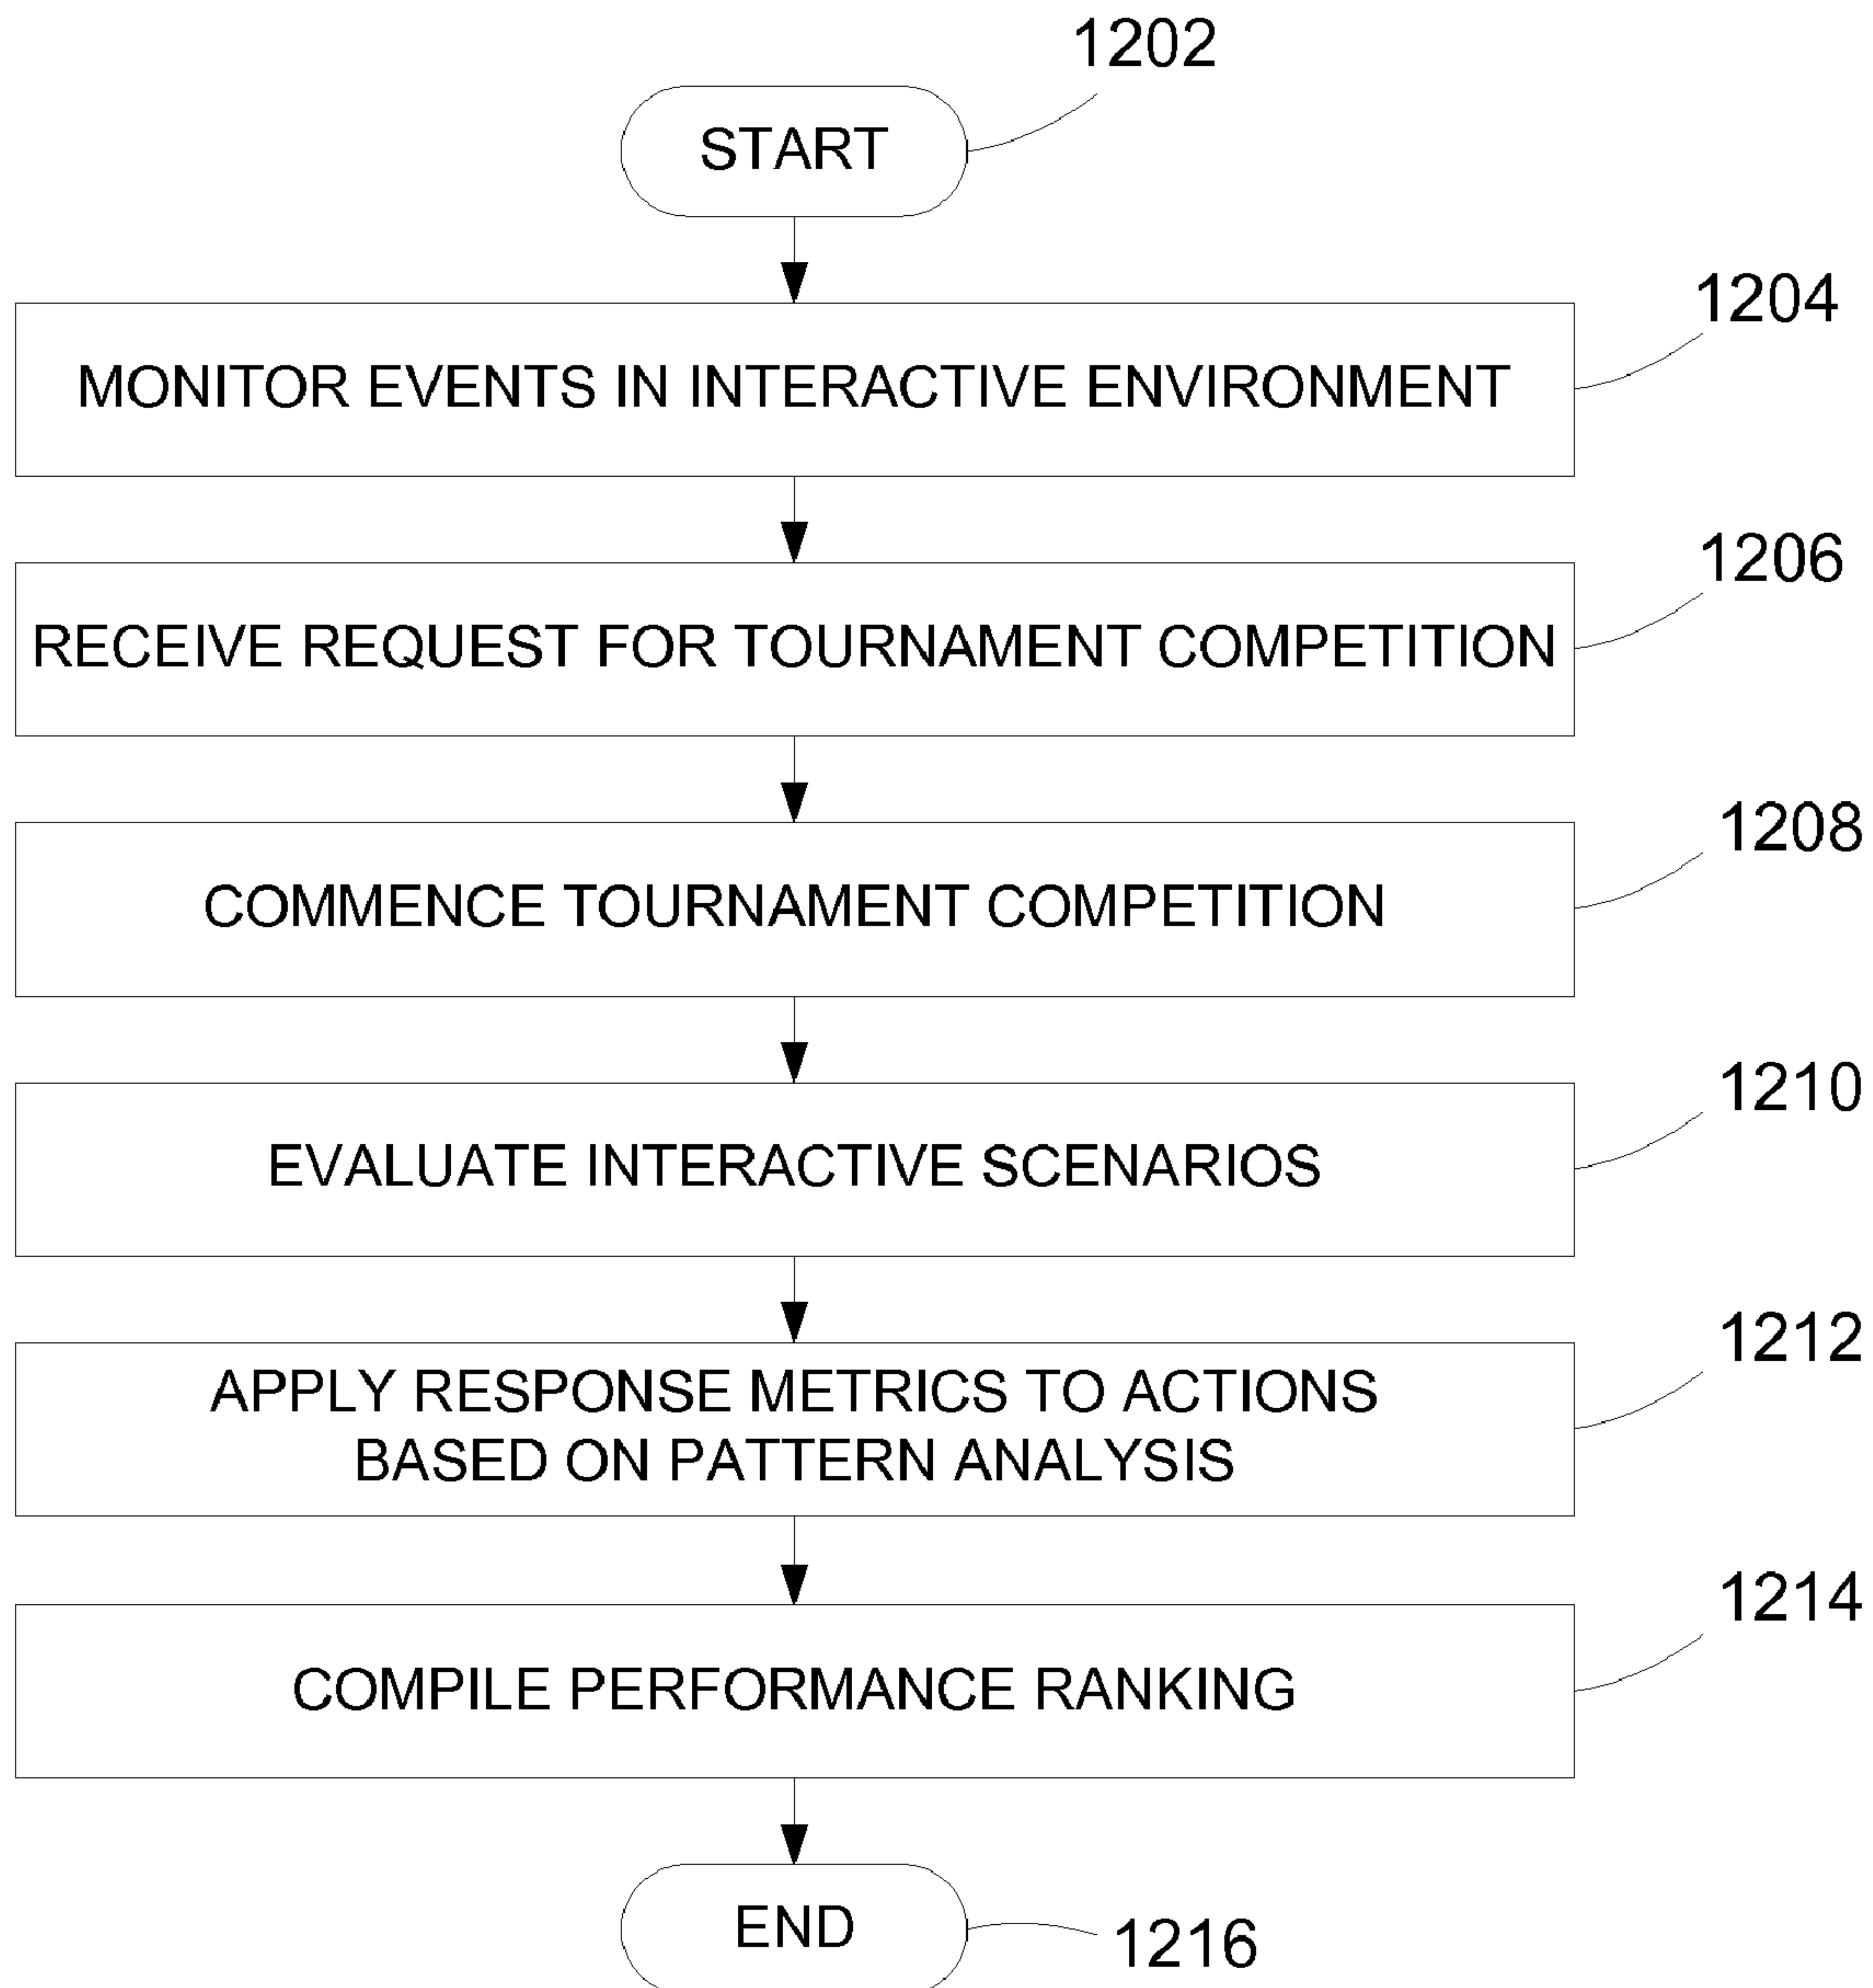 1202
START
1204
MONITOR EVENTS IN INTERACTIVE ENVIRONMENT
1206
RECEIVE REQUEST FOR TOURNAMENT COMPETITION
1208
COMMENCE TOURNAMENT COMPETITION
1210
EVALUATE INTERACTIVE SCENARIOS
1212
APPLY RESPONSE METRICS TO ACTIONS
BASED ON PATTERN ANALYSIS
1214
COMPILE PERFORMANCE RANKING
END
1216